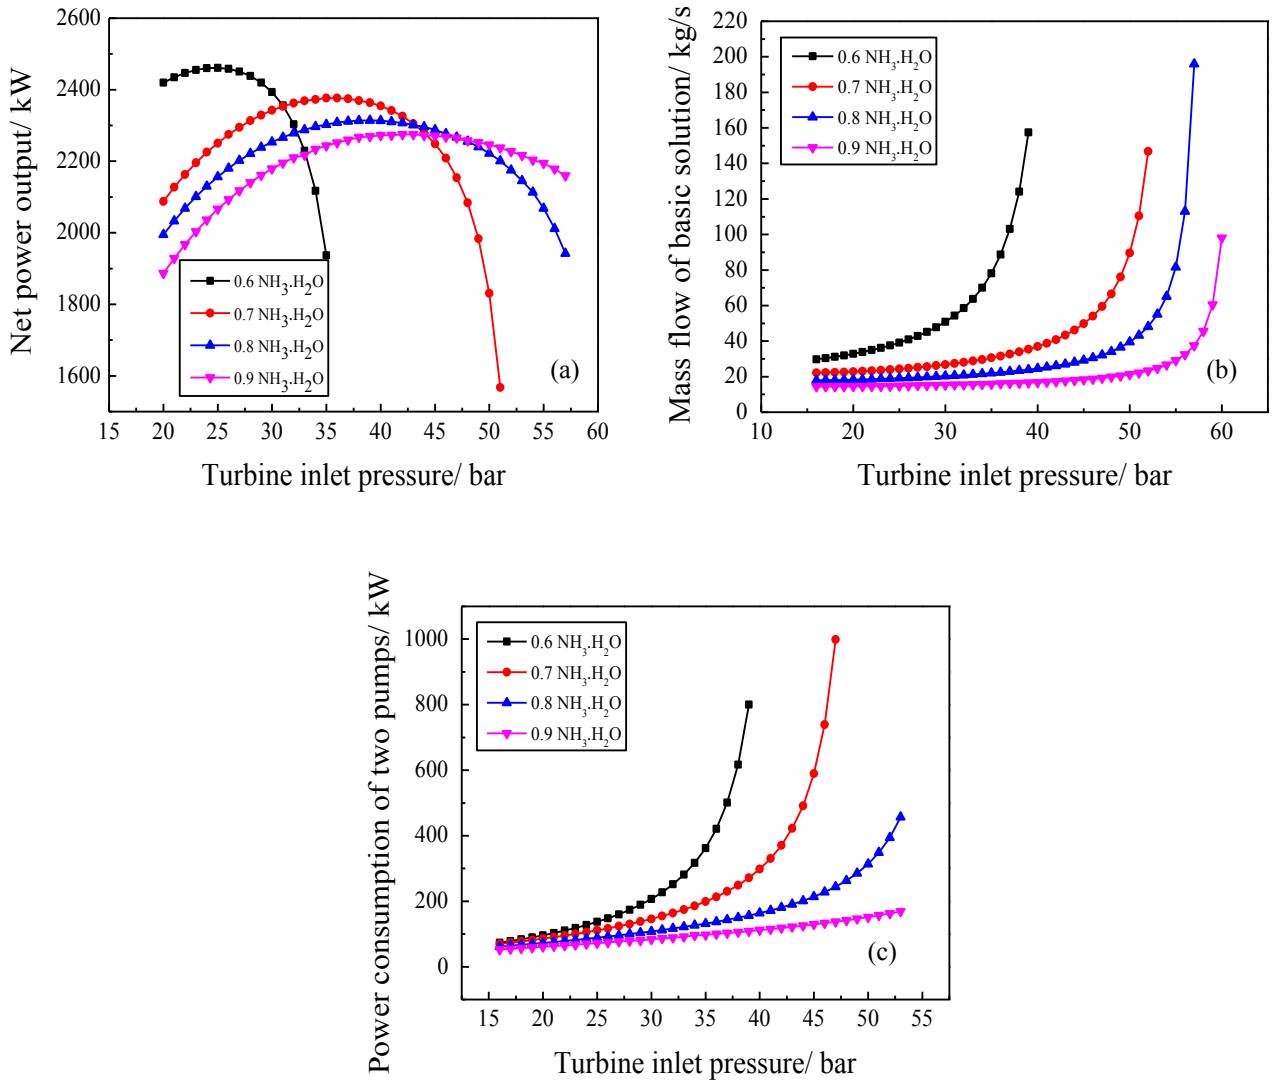 2600
2400
2200
2000
1800
1600
Net power output/ kW
0.6 NH₃.H₂O
0.7 NH₃.H₂O
0.8 NH₃.H₂O
0.9 NH₃.H₂O
(a)
15 20 25 30 35 40 45 50 55 60
Turbine inlet pressure/ bar
220
200
180
160
140
120
100
80
60
40
20
0
Mass flow of basic solution/ kg/s
0.6 NH₃.H₂O
0.7 NH₃.H₂O
0.8 NH₃.H₂O
0.9 NH₃.H₂O
(b)
10 20 30 40 50 60
Turbine inlet pressure/ bar
1000
800
600
400
200
0
Power consumption of two pumps/ kW
0.6 NH₃.H₂O
0.7 NH₃.H₂O
0.8 NH₃.H₂O
0.9 NH₃.H₂O
(c)
15 20 25 30 35 40 45 50 55
Turbine inlet pressure/ bar